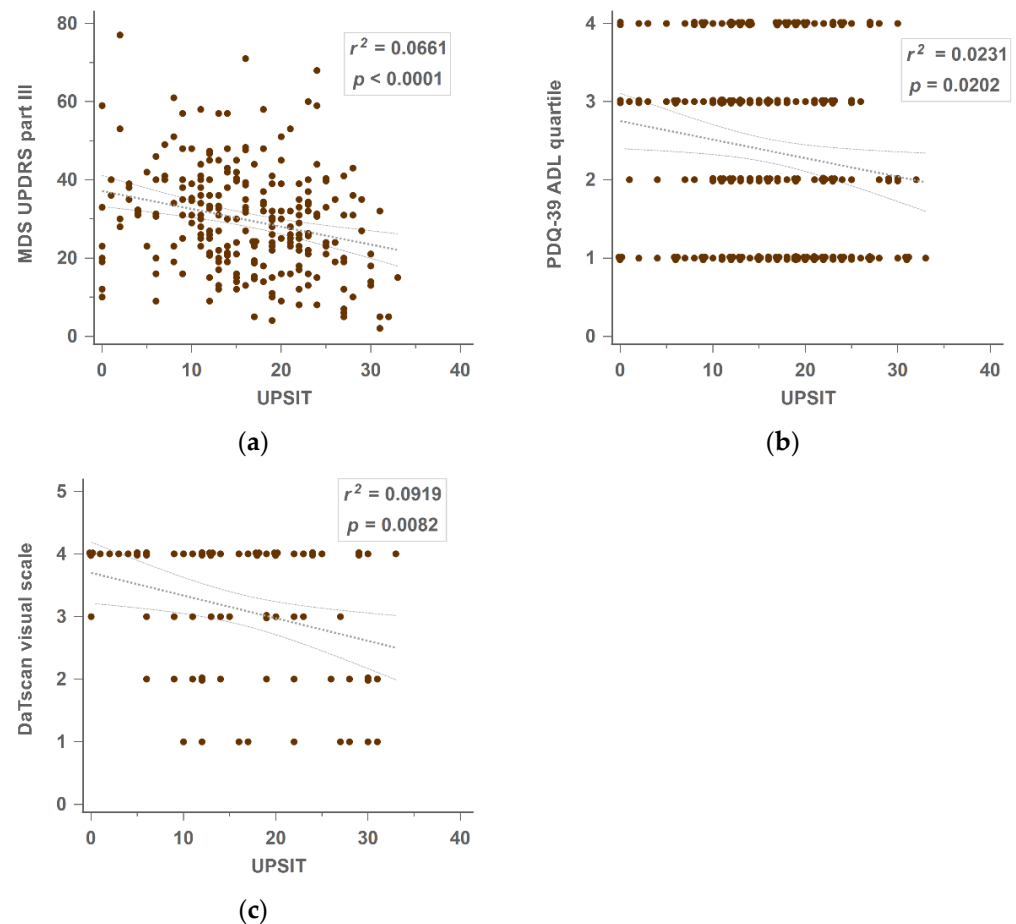 80
60
40
20
0
MDS UPDRS part III
r² = 0.0661
p < 0.0001
0 10 20 30 40
UPSIT
(a)
4
3
2
1
0
PDQ-39 ADL quartile
r² = 0.0231
p = 0.0202
0 10 20 30 40
UPSIT
(b)
5
4
3
2
1
0
DaTscan visual scale
r² = 0.0919
p = 0.0082
0 10 20 30 40
UPSIT
(c)